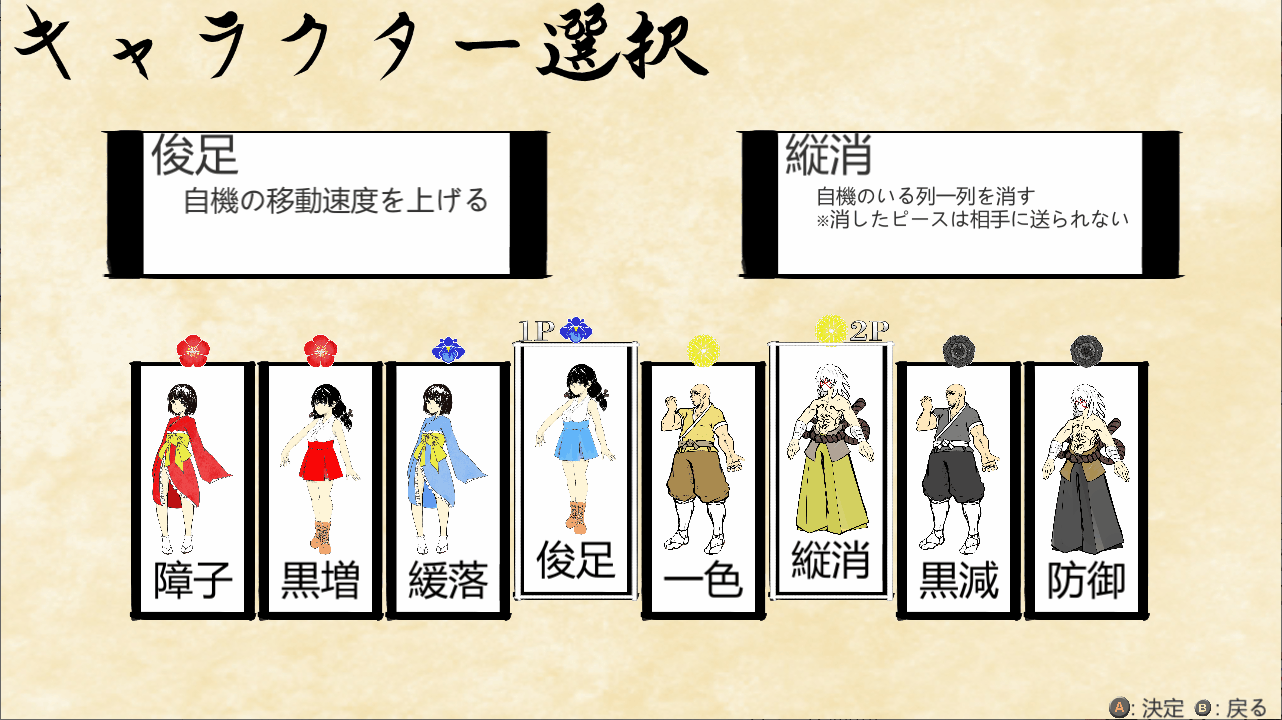 キャラクター選択
俊足
自機の移動速度を上げる
縦消
自機のいる列一列を消す
※消したピースは相手に送られない
1P
2P
障子
黒増
緩落
俊足
一色
縦消
黒減
防御
A : 決定 B : 戻る